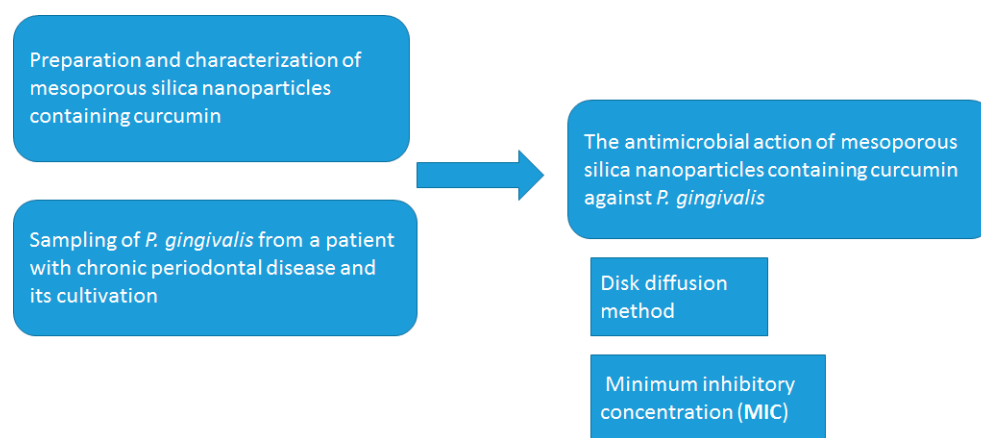 Preparation and characterization of
mesoporous silica nanoparticles
containing curcumin
Sampling of P. gingivalis from a patient
with chronic periodontal disease and
its cultivation
The antimicrobial action of mesoporous
silica nanoparticles containing curcumin
against P. gingivalis
Disk diffusion
method
Minimum inhibitory
concentration (MIC)